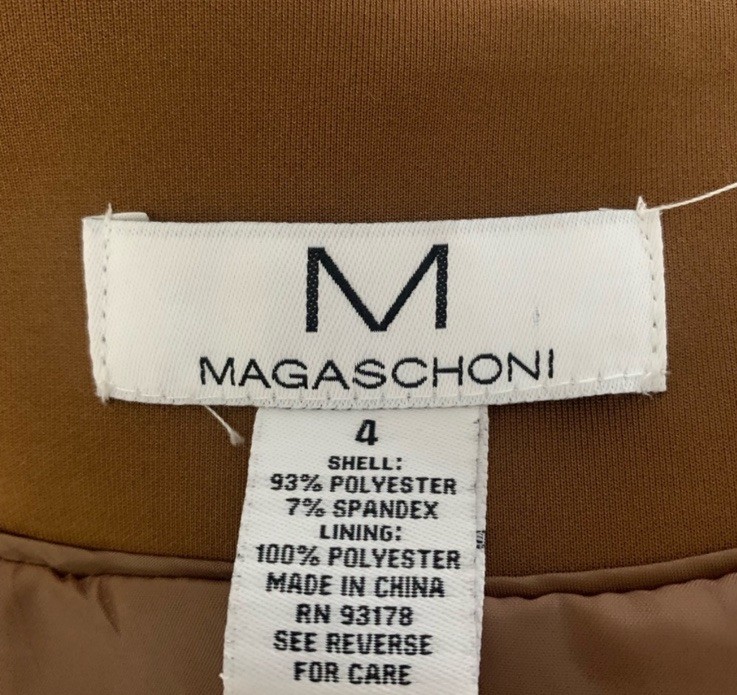 M
MAGASCHONI
4
SHELL:
93% POLYESTER
7% SPANDEX
LINING:
100% POLYESTER
MADE IN CHINA
RN 93178
SEE REVERSE
FOR CARE